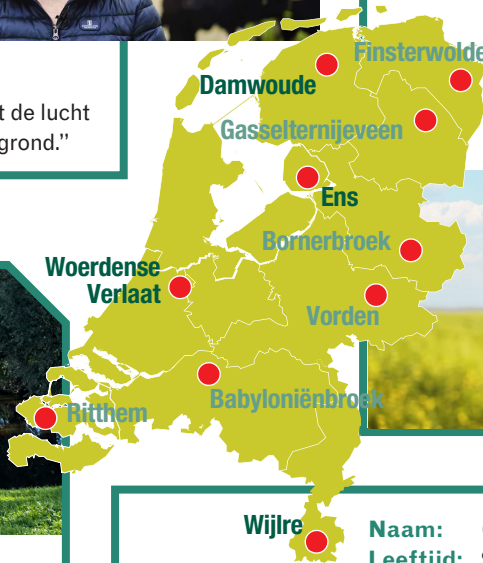 t de lucht
grond.”
Finsterwolde
Damwoude
Gasselternijeveen
Ens
Bornerbroek
Woerdense
Verlaat
Vorden
Babyloniënbroek
Ritthem
Wijlre
Naam:
Leeftijd: